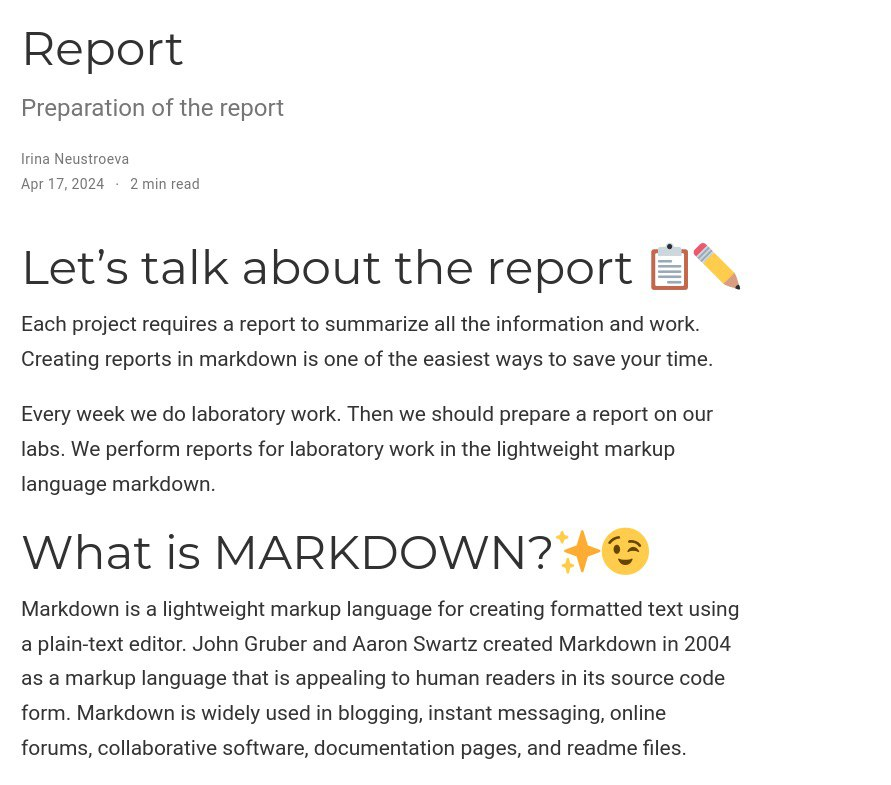 Report
Preparation of the report
Irina Neustroeva
Apr 17, 2024 · 2 min read
Let’s talk about the report 📋✏️
Each project requires a report to summarize all the information and work.
Creating reports in markdown is one of the easiest ways to save your time.
Every week we do laboratory work. Then we should prepare a report on our
labs. We perform reports for laboratory work in the lightweight markup
language markdown.
What is MARKDOWN?✨😉
Markdown is a lightweight markup language for creating formatted text using
a plain-text editor. John Gruber and Aaron Swartz created Markdown in 2004
as a markup language that is appealing to human readers in its source code
form. Markdown is widely used in blogging, instant messaging, online
forums, collaborative software, documentation pages, and readme files.